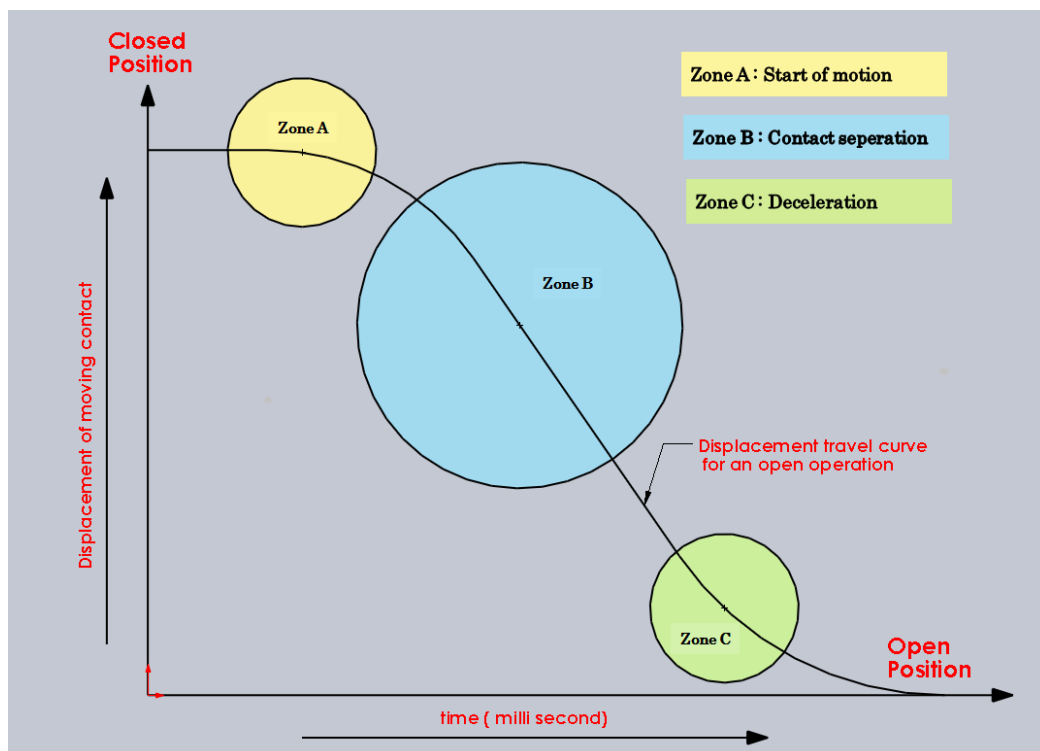 Closed
Position
Zone A : Start of motion
Zone A
Zone B : Contact seperation
Zone C : Deceleration
Zone B
Displacement of moving contact
Displacement travel curve
for an open operation
Zone C
Open
Position
time ( milli second)